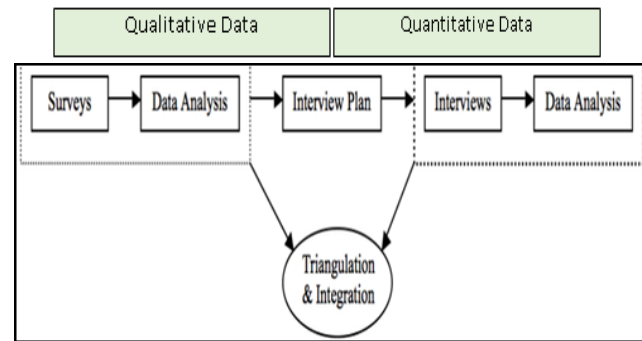 Qualitative Data
Quantitative Data
Surveys
Data Analysis
Interview Plan
Interviews
Data Analysis
Triangulation
& Integration